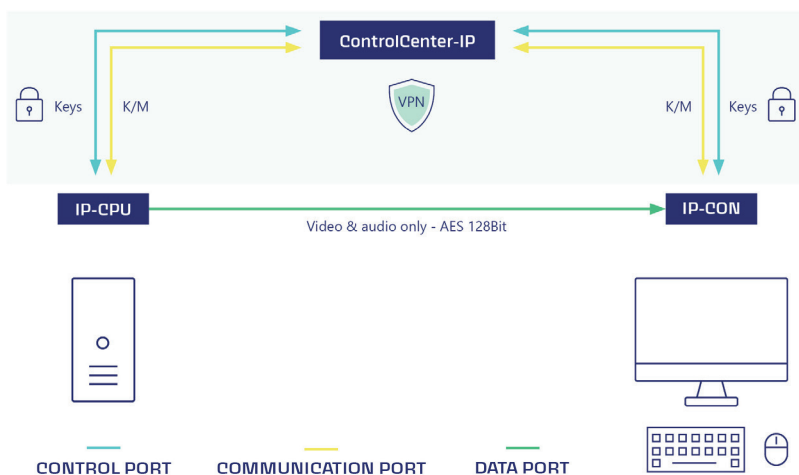 ControlCenter-IP
VPN
Keys
K/M
K/M
Keys
IP-CPU
IP-CON
Video & audio only - AES 128Bit
CONTROL PORT
COMMUNICATION PORT
DATA PORT